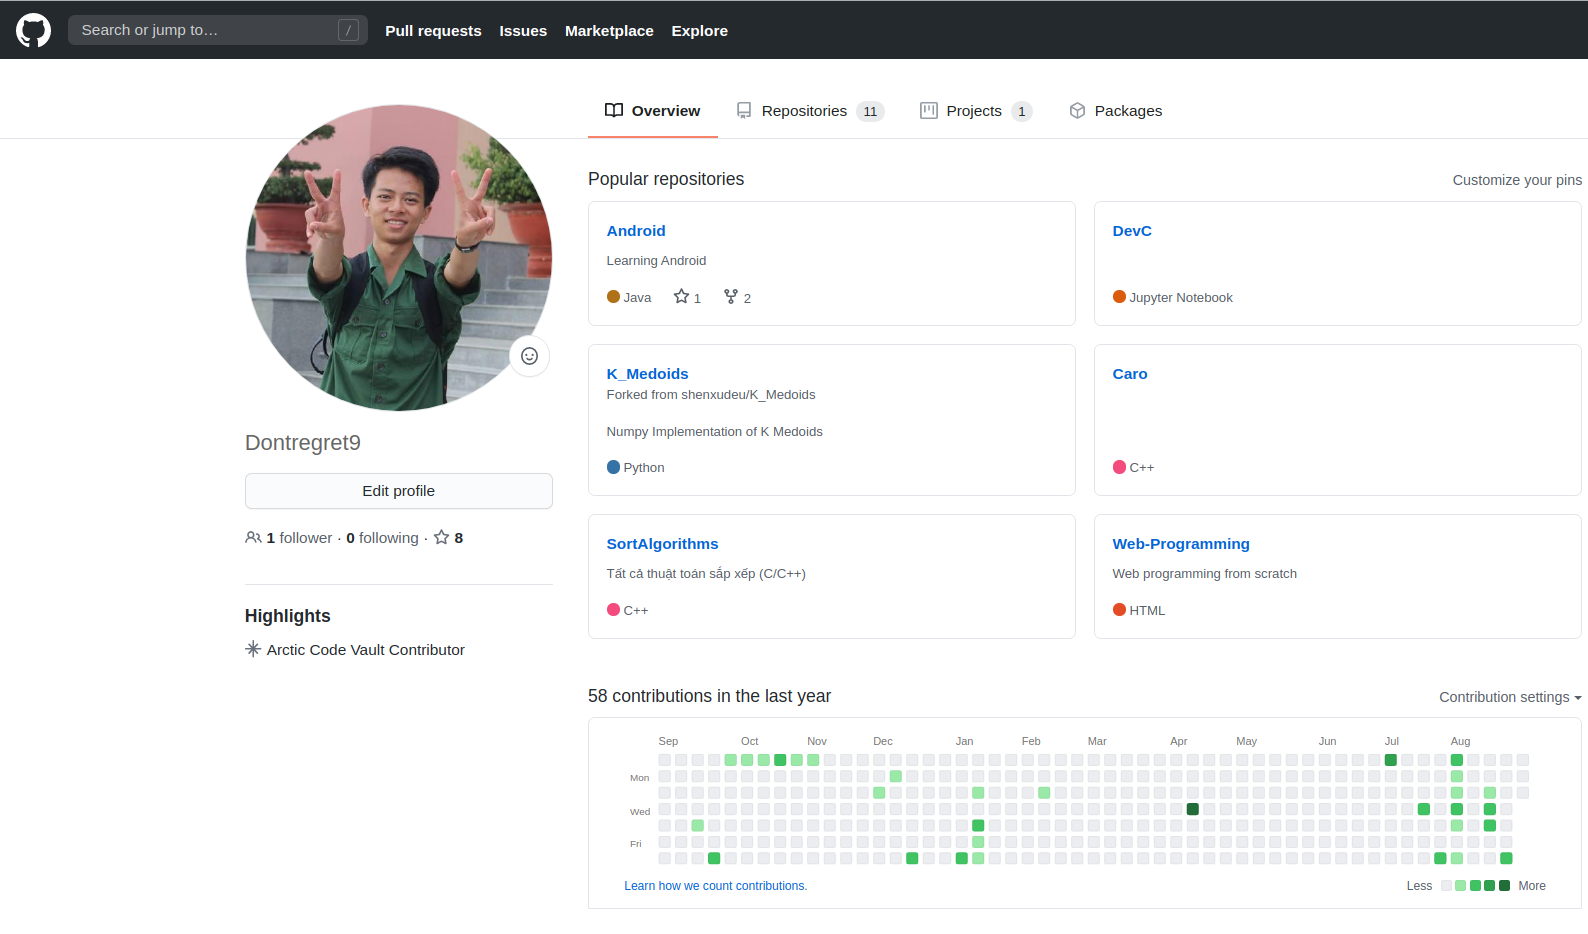 Search or jump to… / Pull requests Issues Marketplace Explore
Overview Repositories 11 Projects 1 Packages
Dontregret9
Edit profile
1 follower · 0 following · 8
Highlights
Arctic Code Vault Contributor
Popular repositories Customize your pins
Android
Learning Android
Java 1 2
DevC
Jupyter Notebook
K_Medoids
Forked from shenxudeu/K_Medoids
Numpy Implementation of K Medoids
Python
Caro
C++
SortAlgorithms
Tất cả thuật toán sắp xếp (C/C++)
C++
Web-Programming
Web programming from scratch
HTML
58 contributions in the last year Contribution settings
Sep Oct Nov Dec Jan Feb Mar Apr May Jun Jul Aug
Mon
Wed
Fri
Learn how we count contributions. Less More